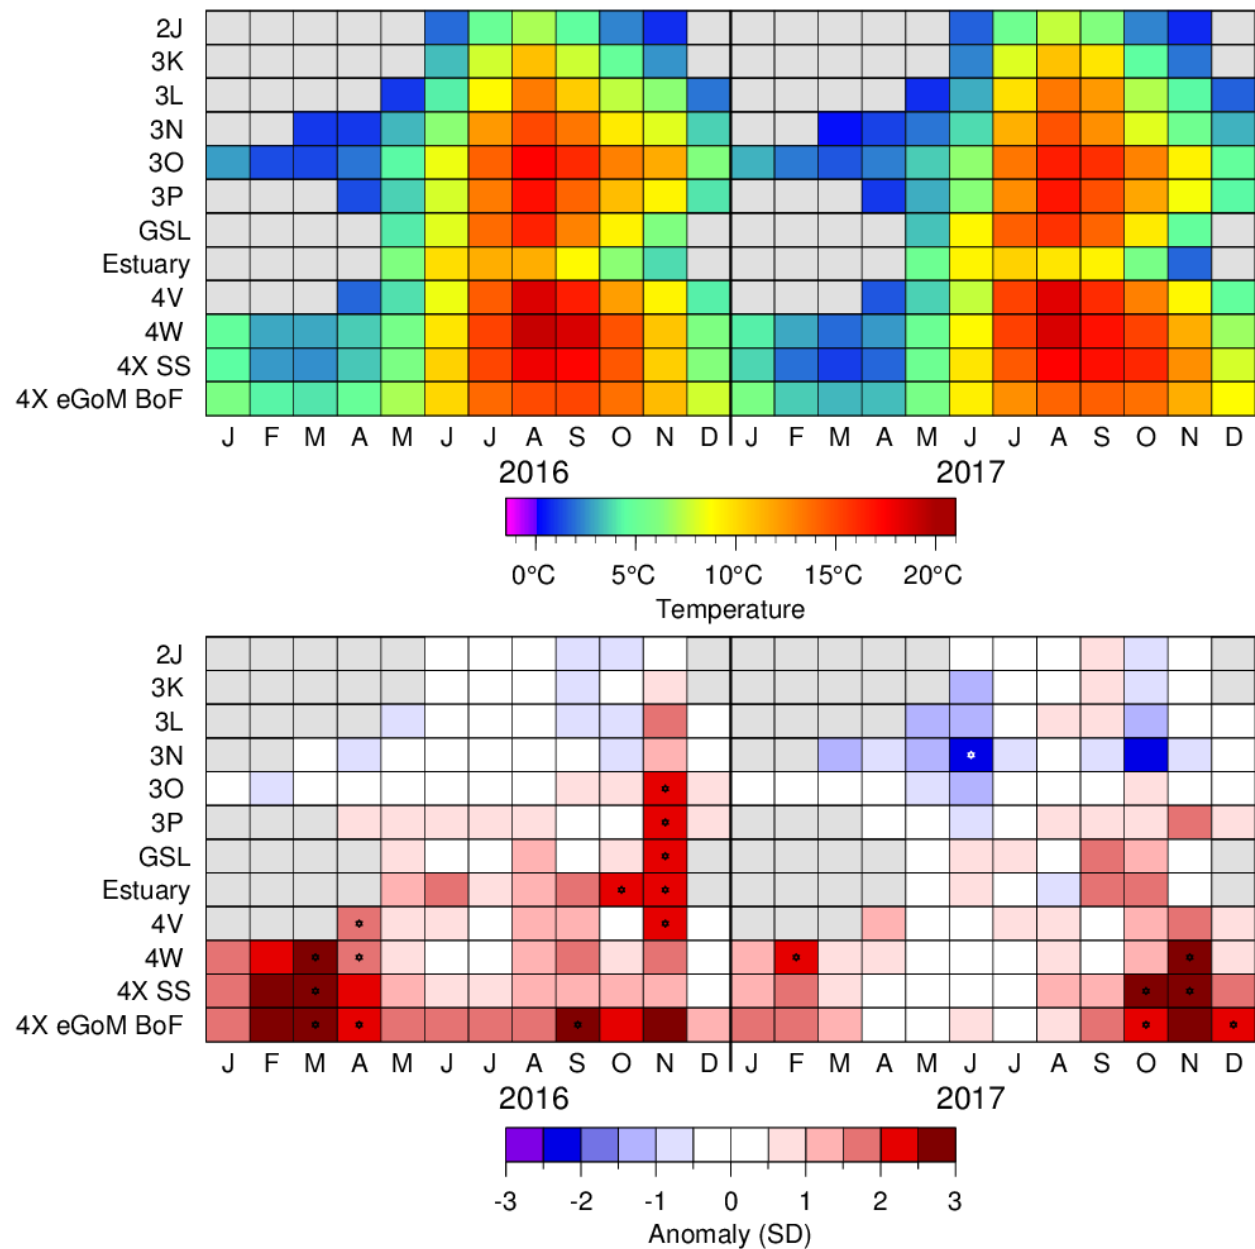 2J
3K
3L
3N
3O
3P
GSL
Estuary
4V
4W
4X SS
4X eGoM BoF
J F M A M J J A S O N D J F M A M J J A S O N D
2016 2017
0°C 5°C 10°C 15°C 20°C
Temperature
2J
3K
3L
3N
3O
3P
GSL
Estuary
4V
4W
4X SS
4X eGoM BoF
J F M A M J J A S O N D J F M A M J J A S O N D
2016 2017
-3 -2 -1 0 1 2 3
Anomaly (SD)